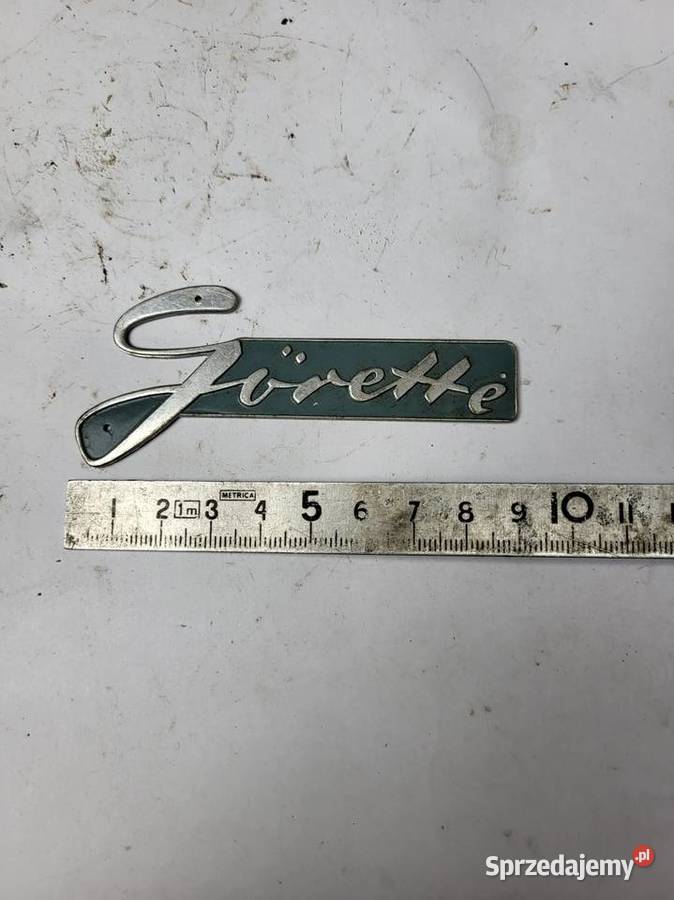 Görette
METRICA
1 2 1m 3 4 5 6 7 8 9 10 11
Sprzedajemy.pl